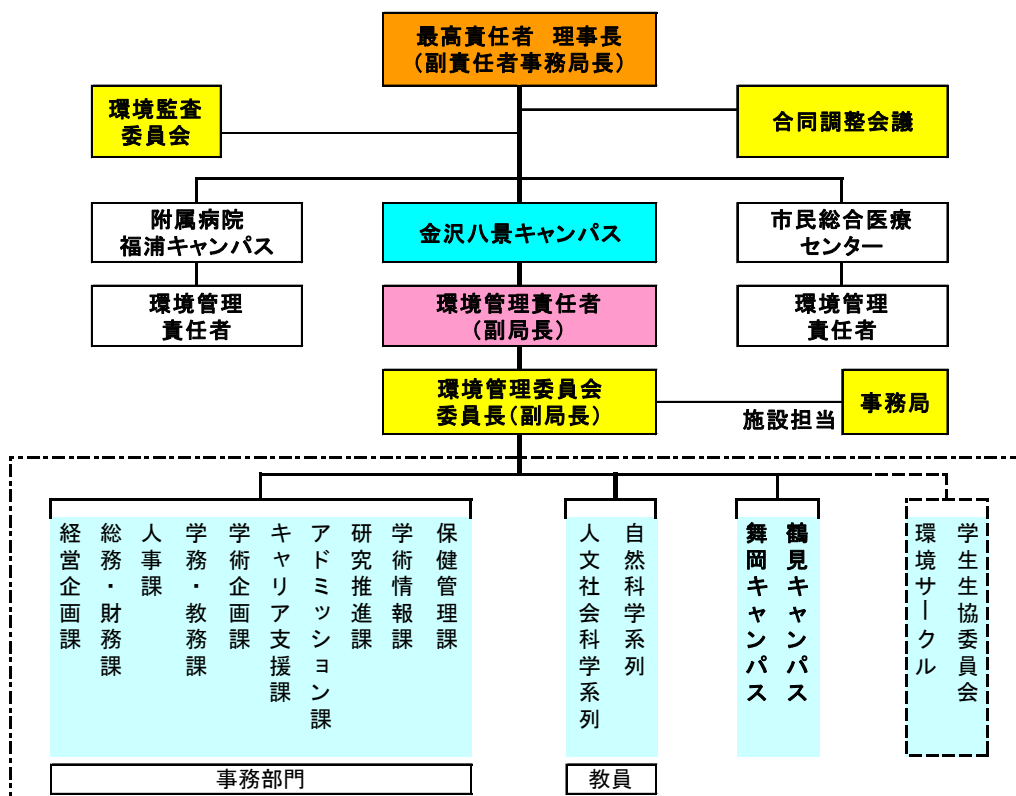 最高責任者 理事長
(副責任者事務局長)
環境監査
委員会
合同調整会議
附属病院
福浦キャンパス
金沢八景キャンパス
市民総合医療
センター
環境管理
責任者
環境管理責任者
(副局長)
環境管理
責任者
環境管理委員会
委員長(副局長)
施設担当
事務局
経営企画課
総務・財務課
人事課
学務・教務課
学術企画課
キャリア支援課
アドミッション課
研究推進課
学術情報課
保健管理課
人文社会科学系列
自然科学系列
舞岡キャンパス
鶴見キャンパス
環境サークル
学生生協委員会
事務部門
教員